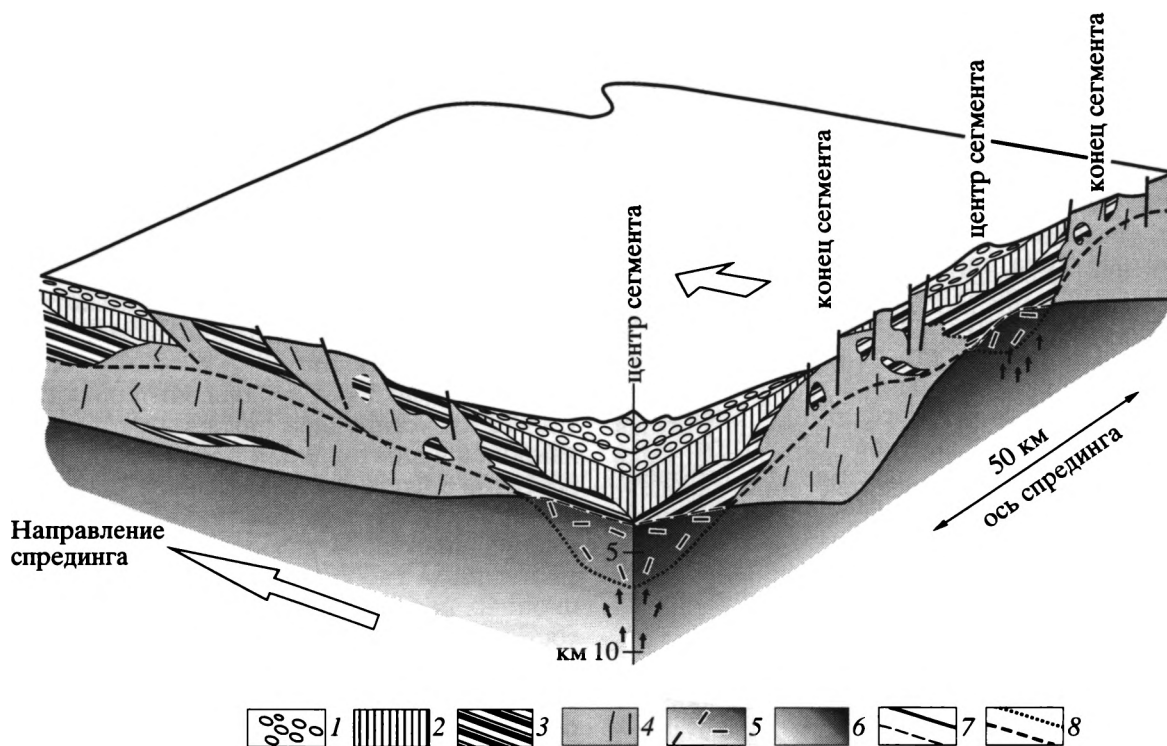 конец сегмента
центр сегмента
конец сегмента
центр сегмента
50 км
ось спрединга
Направление
спрединга
5
км 10
1 2 3 4 5 6 7 8